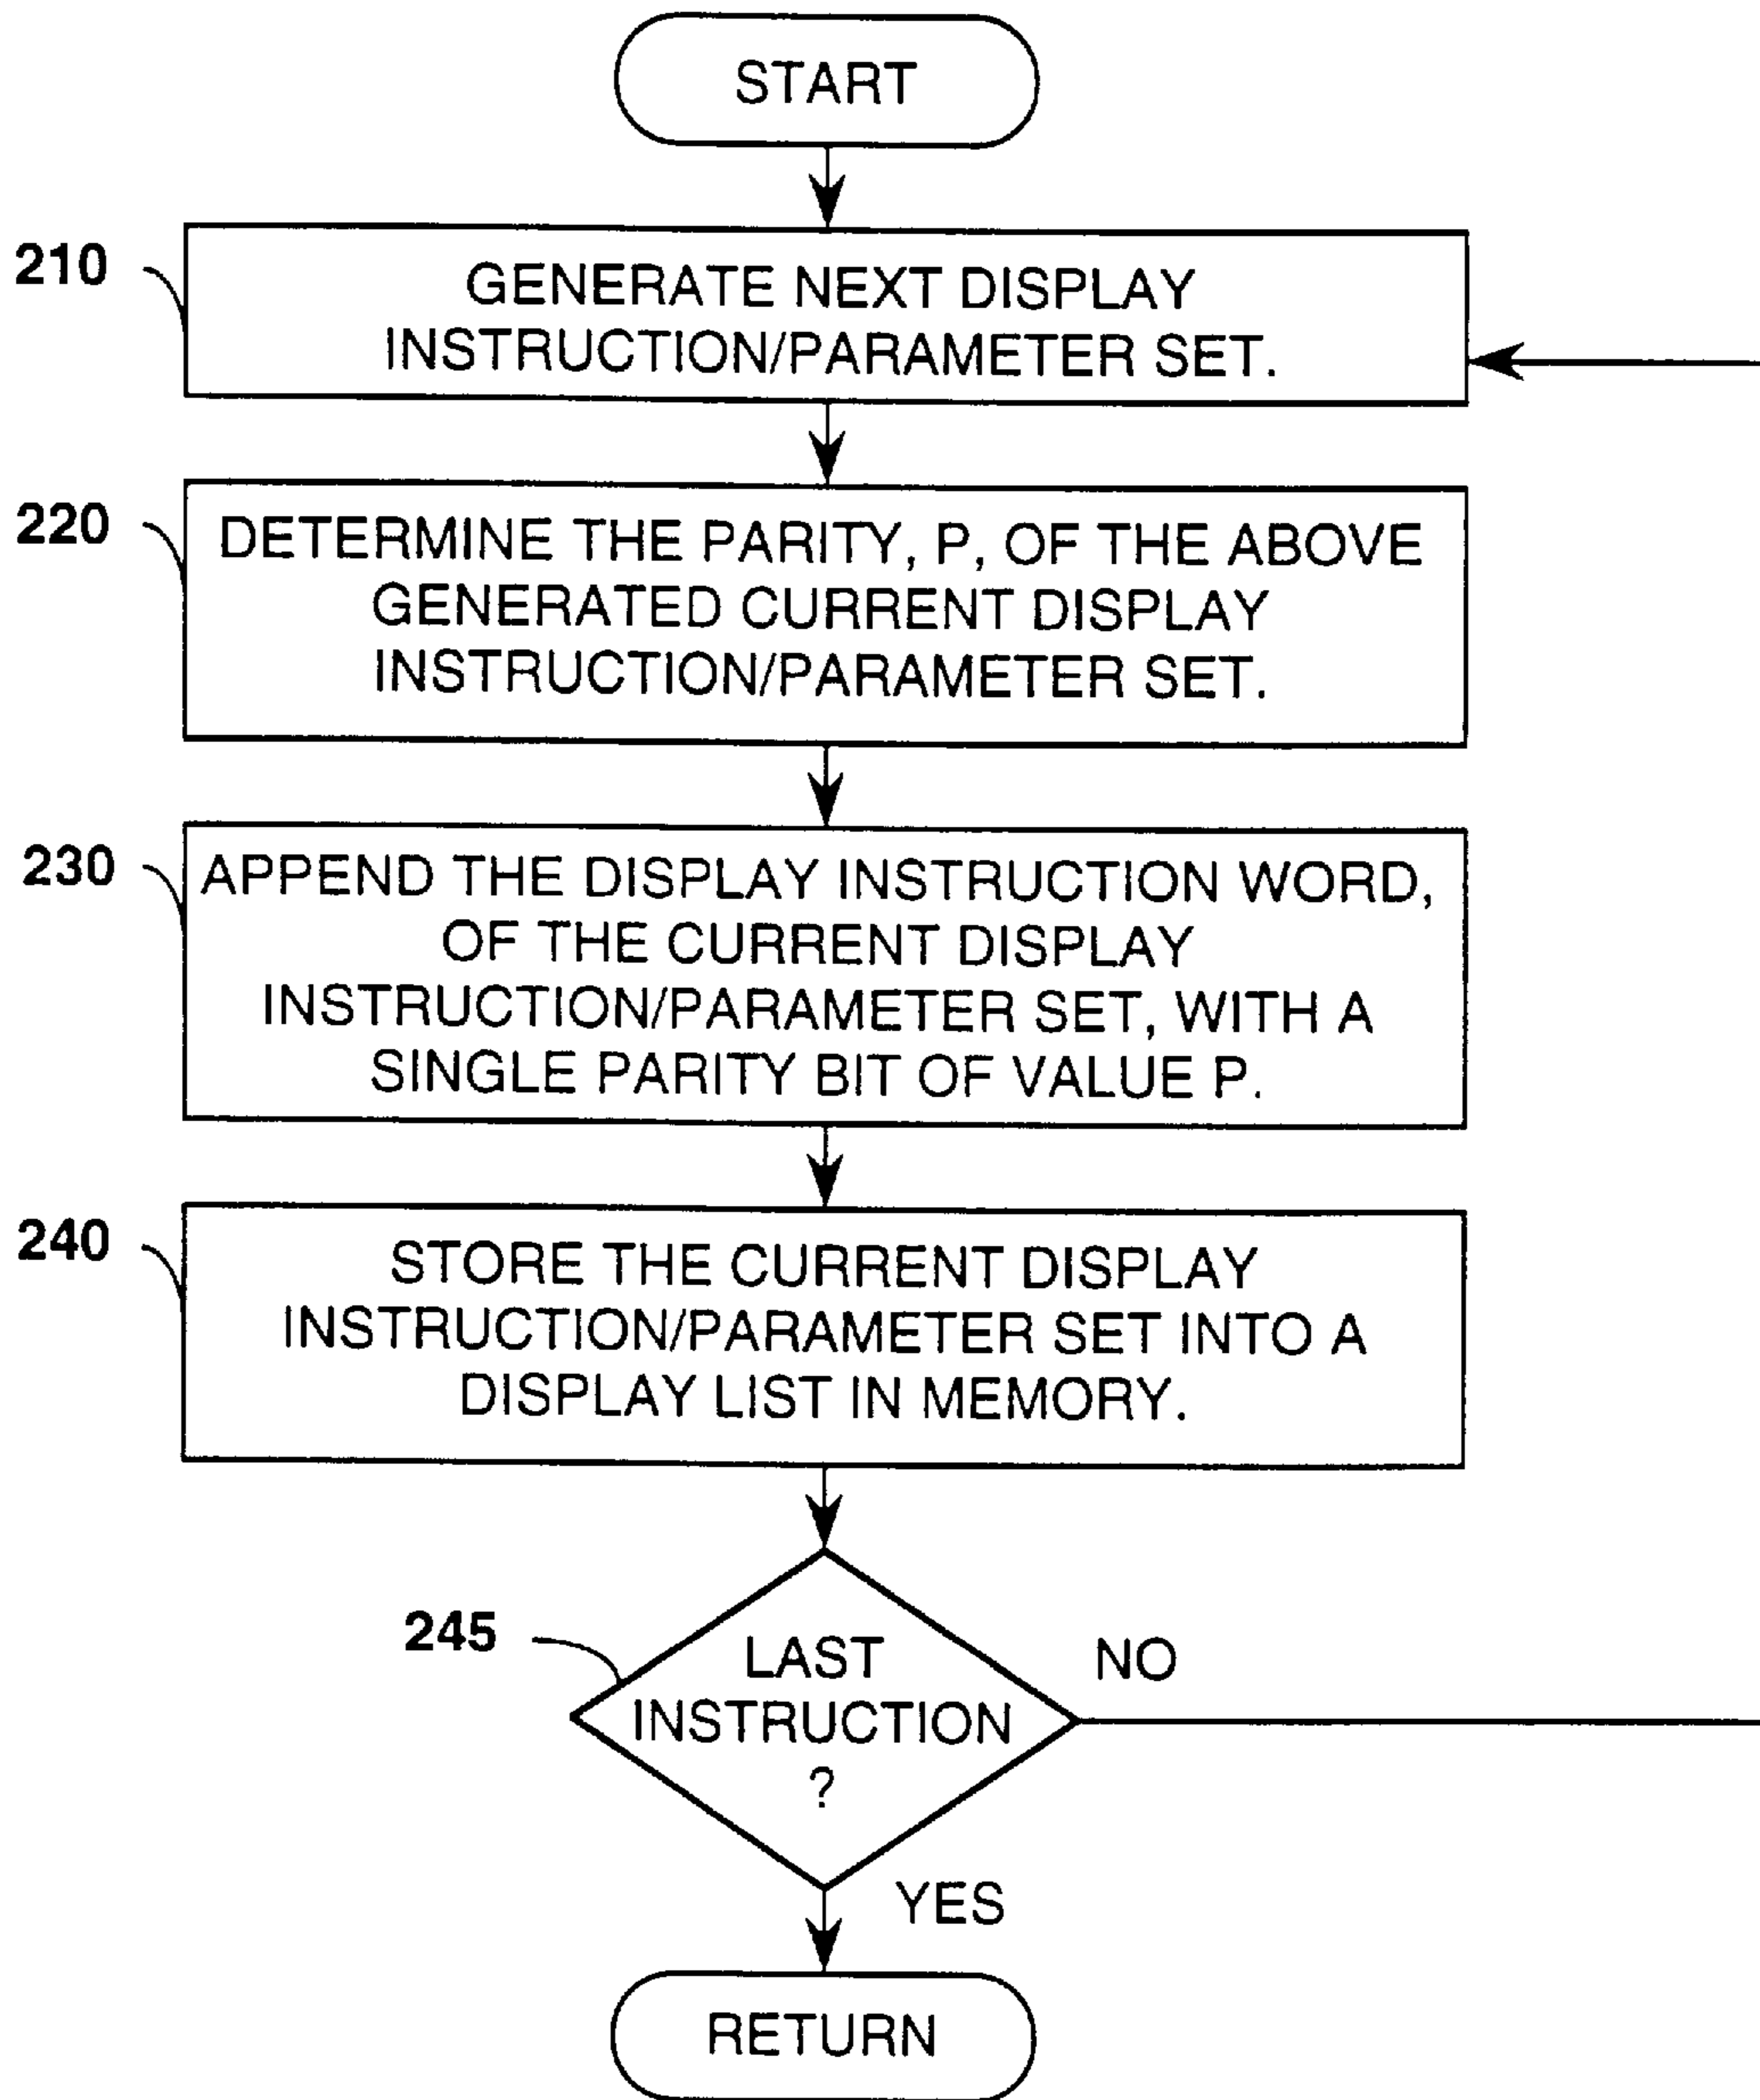 START
210
GENERATE NEXT DISPLAY
INSTRUCTION/PARAMETER SET.
220
DETERMINE THE PARITY, P, OF THE ABOVE
GENERATED CURRENT DISPLAY
INSTRUCTION/PARAMETER SET.
230
APPEND THE DISPLAY INSTRUCTION WORD,
OF THE CURRENT DISPLAY
INSTRUCTION/PARAMETER SET, WITH A
SINGLE PARITY BIT OF VALUE P.
240
STORE THE CURRENT DISPLAY
INSTRUCTION/PARAMETER SET INTO A
DISPLAY LIST IN MEMORY.
245
LAST
INSTRUCTION
?
NO
YES
RETURN